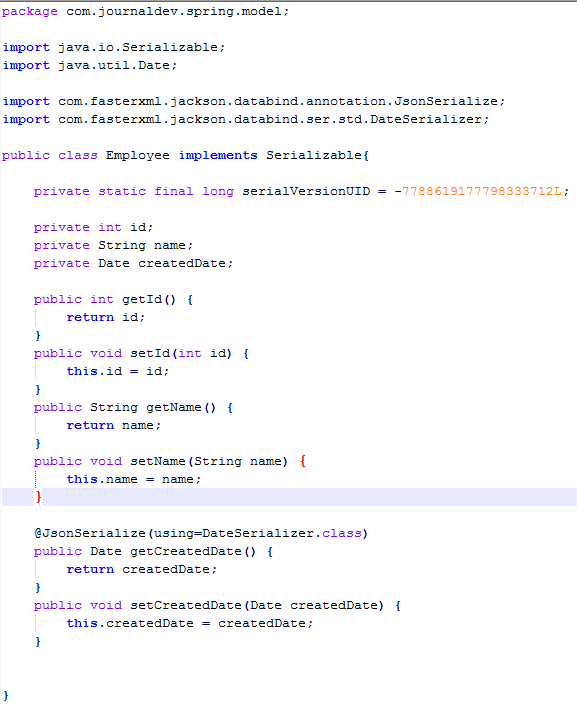 package com.journaldev.spring.model;
import java.io.Serializable;
import java.util.Date;
import com.fasterxml.jackson.databind.annotation.JsonSerialize;
import com.fasterxml.jackson.databind.ser.std.DateSerializer;
public class Employee implements Serializable{
private static final long serialVersionUID = -7788619177798333712L;
private int id;
private String name;
private Date createdDate;
public int getId() {
return id;
}
public void setId(int id) {
this.id = id;
}
public String getName() {
return name;
}
public void setName(String name) {
this.name = name;
}
@JsonSerialize(using=DateSerializer.class)
public Date getCreatedDate() {
return createdDate;
}
public void setCreatedDate(Date createdDate) {
this.createdDate = createdDate;
}
}